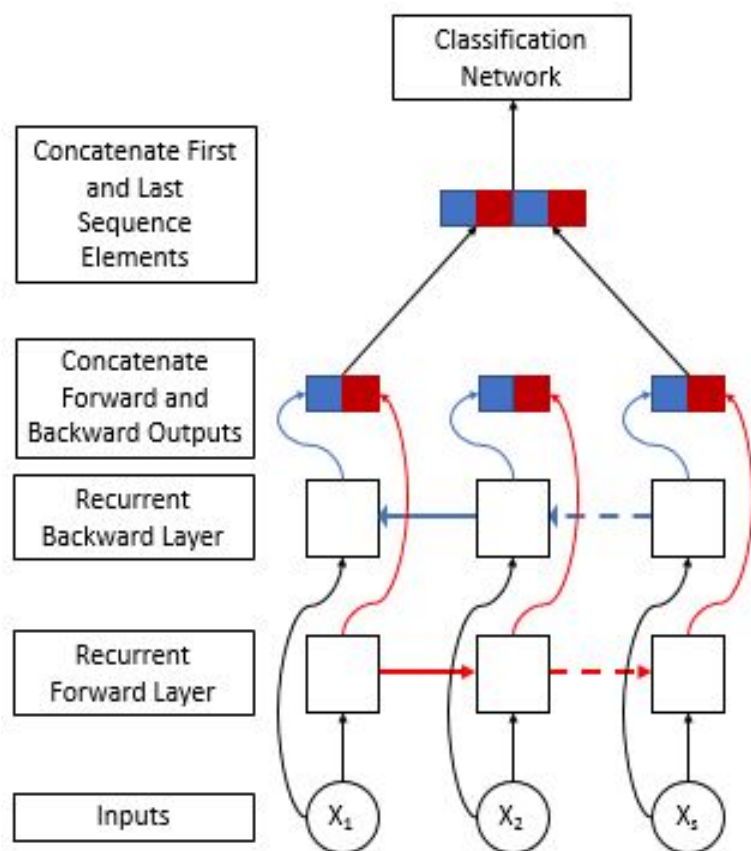 Classification
Network
Concatenate First
and Last
Sequence
Elements
Concatenate
Forward and
Backward Outputs
Recurrent
Backward Layer
Recurrent
Forward Layer
Inputs
X₁
X₂
Xₛ